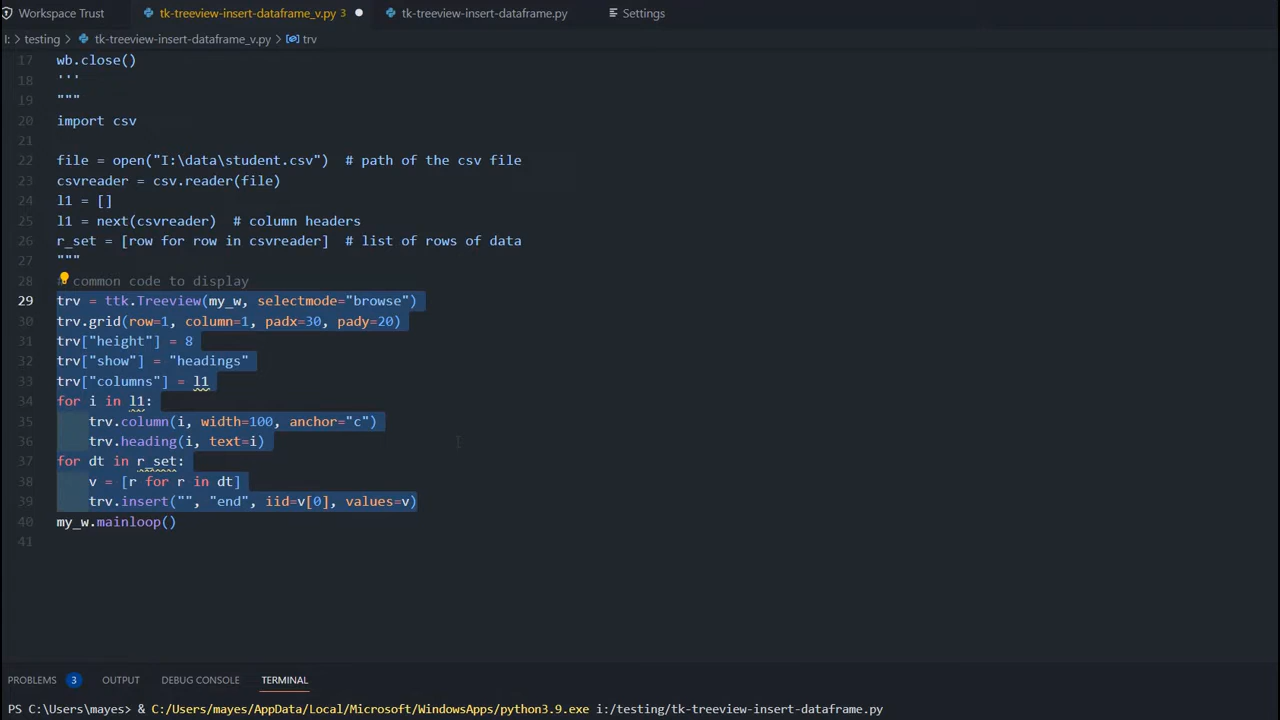 Workspace Trust tk-treeview-insert-dataframe_v.py 3 tk-treeview-insert-dataframe.py Settings
I: > testing > tk-treeview-insert-dataframe_v.py > trv
17 wb.close()
18 '''
19 """
20 import csv
21
22 file = open("I:\data\student.csv")  # path of the csv file
23 csvreader = csv.reader(file)
24 l1 = []
25 l1 = next(csvreader)  # column headers
26 r_set = [row for row in csvreader]  # list of rows of data
27 """
28 # common code to display
29 trv = ttk.Treeview(my_w, selectmode="browse")
30 trv.grid(row=1, column=1, padx=30, pady=20)
31 trv["height"] = 8
32 trv["show"] = "headings"
33 trv["columns"] = l1
34 for i in l1:
35     trv.column(i, width=100, anchor="c")
36     trv.heading(i, text=i)
37 for dt in r_set:
38     v = [r for r in dt]
39     trv.insert("", "end", iid=v[0], values=v)
40 my_w.mainloop()
41
PROBLEMS 3 OUTPUT DEBUG CONSOLE TERMINAL
PS C:\Users\mayes> & C:/Users/mayes/AppData/Local/Microsoft/WindowsApps/python3.9.exe i:/testing/tk-treeview-insert-dataframe.py